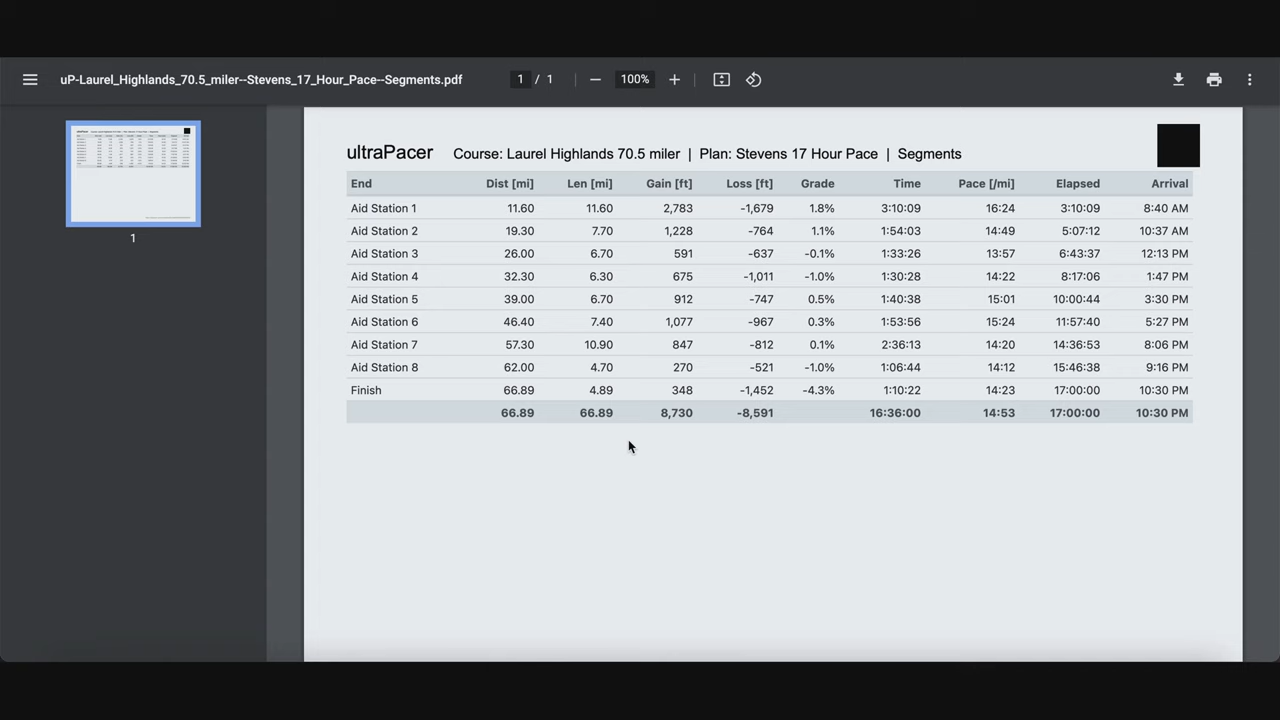 uP-Laurel_Highlands_70.5_miler--Stevens_17_Hour_Pace--Segments.pdf 1 / 1 100%
ultraPacer Course: Laurel Highlands 70.5 miler | Plan: Stevens 17 Hour Pace | Segments
End Dist [mi] Len [mi] Gain [ft] Loss [ft] Grade Time Pace [/mi] Elapsed Arrival
Aid Station 1 11.60 11.60 2,783 -1,679 1.8% 3:10:09 16:24 3:10:09 8:40 AM
Aid Station 2 19.30 7.70 1,228 -764 1.1% 1:54:03 14:49 5:07:12 10:37 AM
Aid Station 3 26.00 6.70 591 -637 -0.1% 1:33:26 13:57 6:43:37 12:13 PM
Aid Station 4 32.30 6.30 675 -1,011 -1.0% 1:30:28 14:22 8:17:06 1:47 PM
Aid Station 5 39.00 6.70 912 -747 0.5% 1:40:38 15:01 10:00:44 3:30 PM
Aid Station 6 46.40 7.40 1,077 -967 0.3% 1:53:56 15:24 11:57:40 5:27 PM
Aid Station 7 57.30 10.90 847 -812 0.1% 2:36:13 14:20 14:36:53 8:06 PM
Aid Station 8 62.00 4.70 270 -521 -1.0% 1:06:44 14:12 15:46:38 9:16 PM
Finish 66.89 4.89 348 -1,452 -4.3% 1:10:22 14:23 17:00:00 10:30 PM
66.89 66.89 8,730 -8,591 16:36:00 14:53 17:00:00 10:30 PM
1